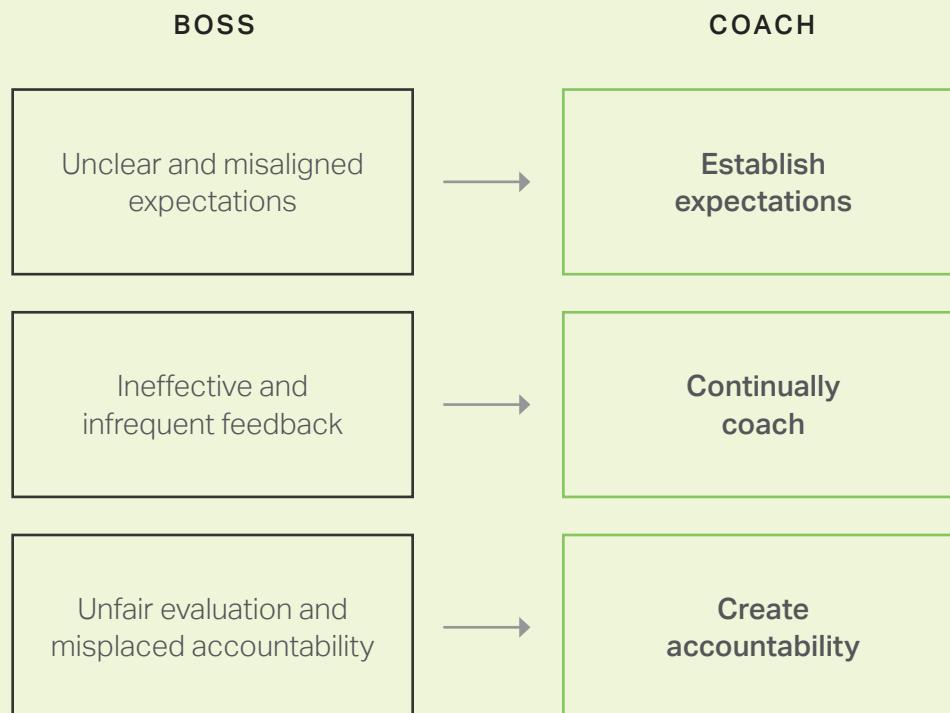 BOSS
COACH
Unclear and misaligned
expectations
Establish
expectations
Ineffective and
infrequent feedback
Continually
coach
Unfair evaluation and
misplaced accountability
Create
accountability